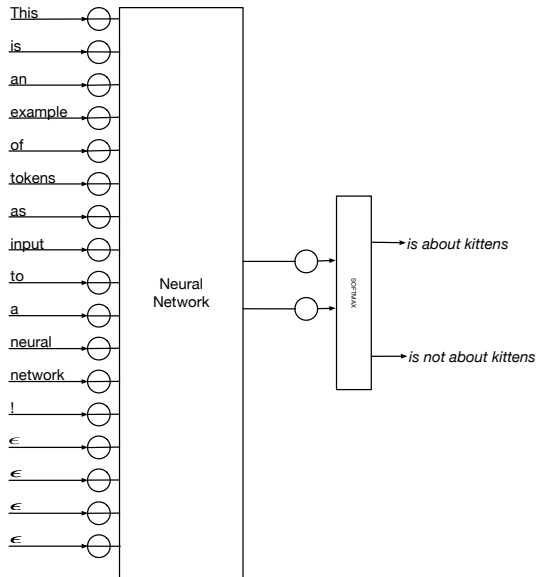 This
is
an
example
of
tokens
as
input
to
a
neural
network
!
ϵ
ϵ
ϵ
ϵ
Neural
Network
SOFTMAX
is about kittens
is not about kittens